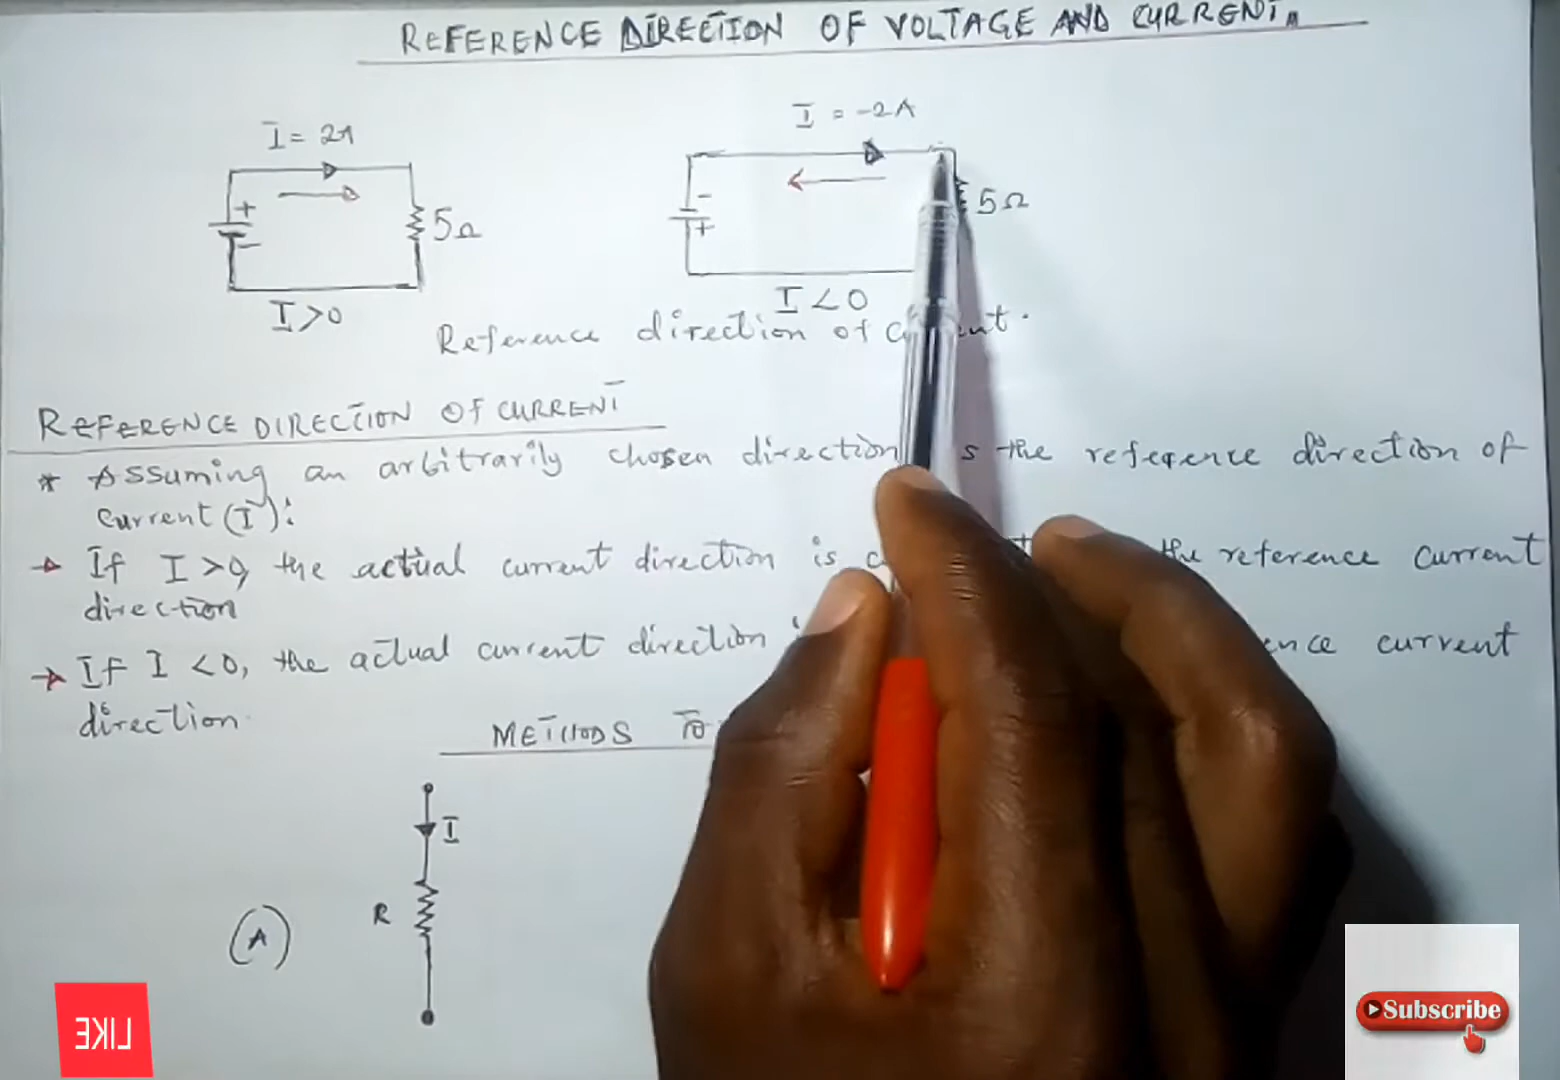 REFERENCE DIRECTION OF VOLTAGE AND CURRENT
I = 2A
+
−
5Ω
I>0
I = -2A
−
+
5Ω
I<0
Reference direction of
REFERENCE DIRECTION OF CURRENT
* Assuming an arbitrarily chosen direction the reference direction of
current (I):
→ If I >0, the actual current direction is the reference current
direction
→ If I <0, the actual current direction current
direction.
METHODS TO
I
R
A
LIKE
Subscribe